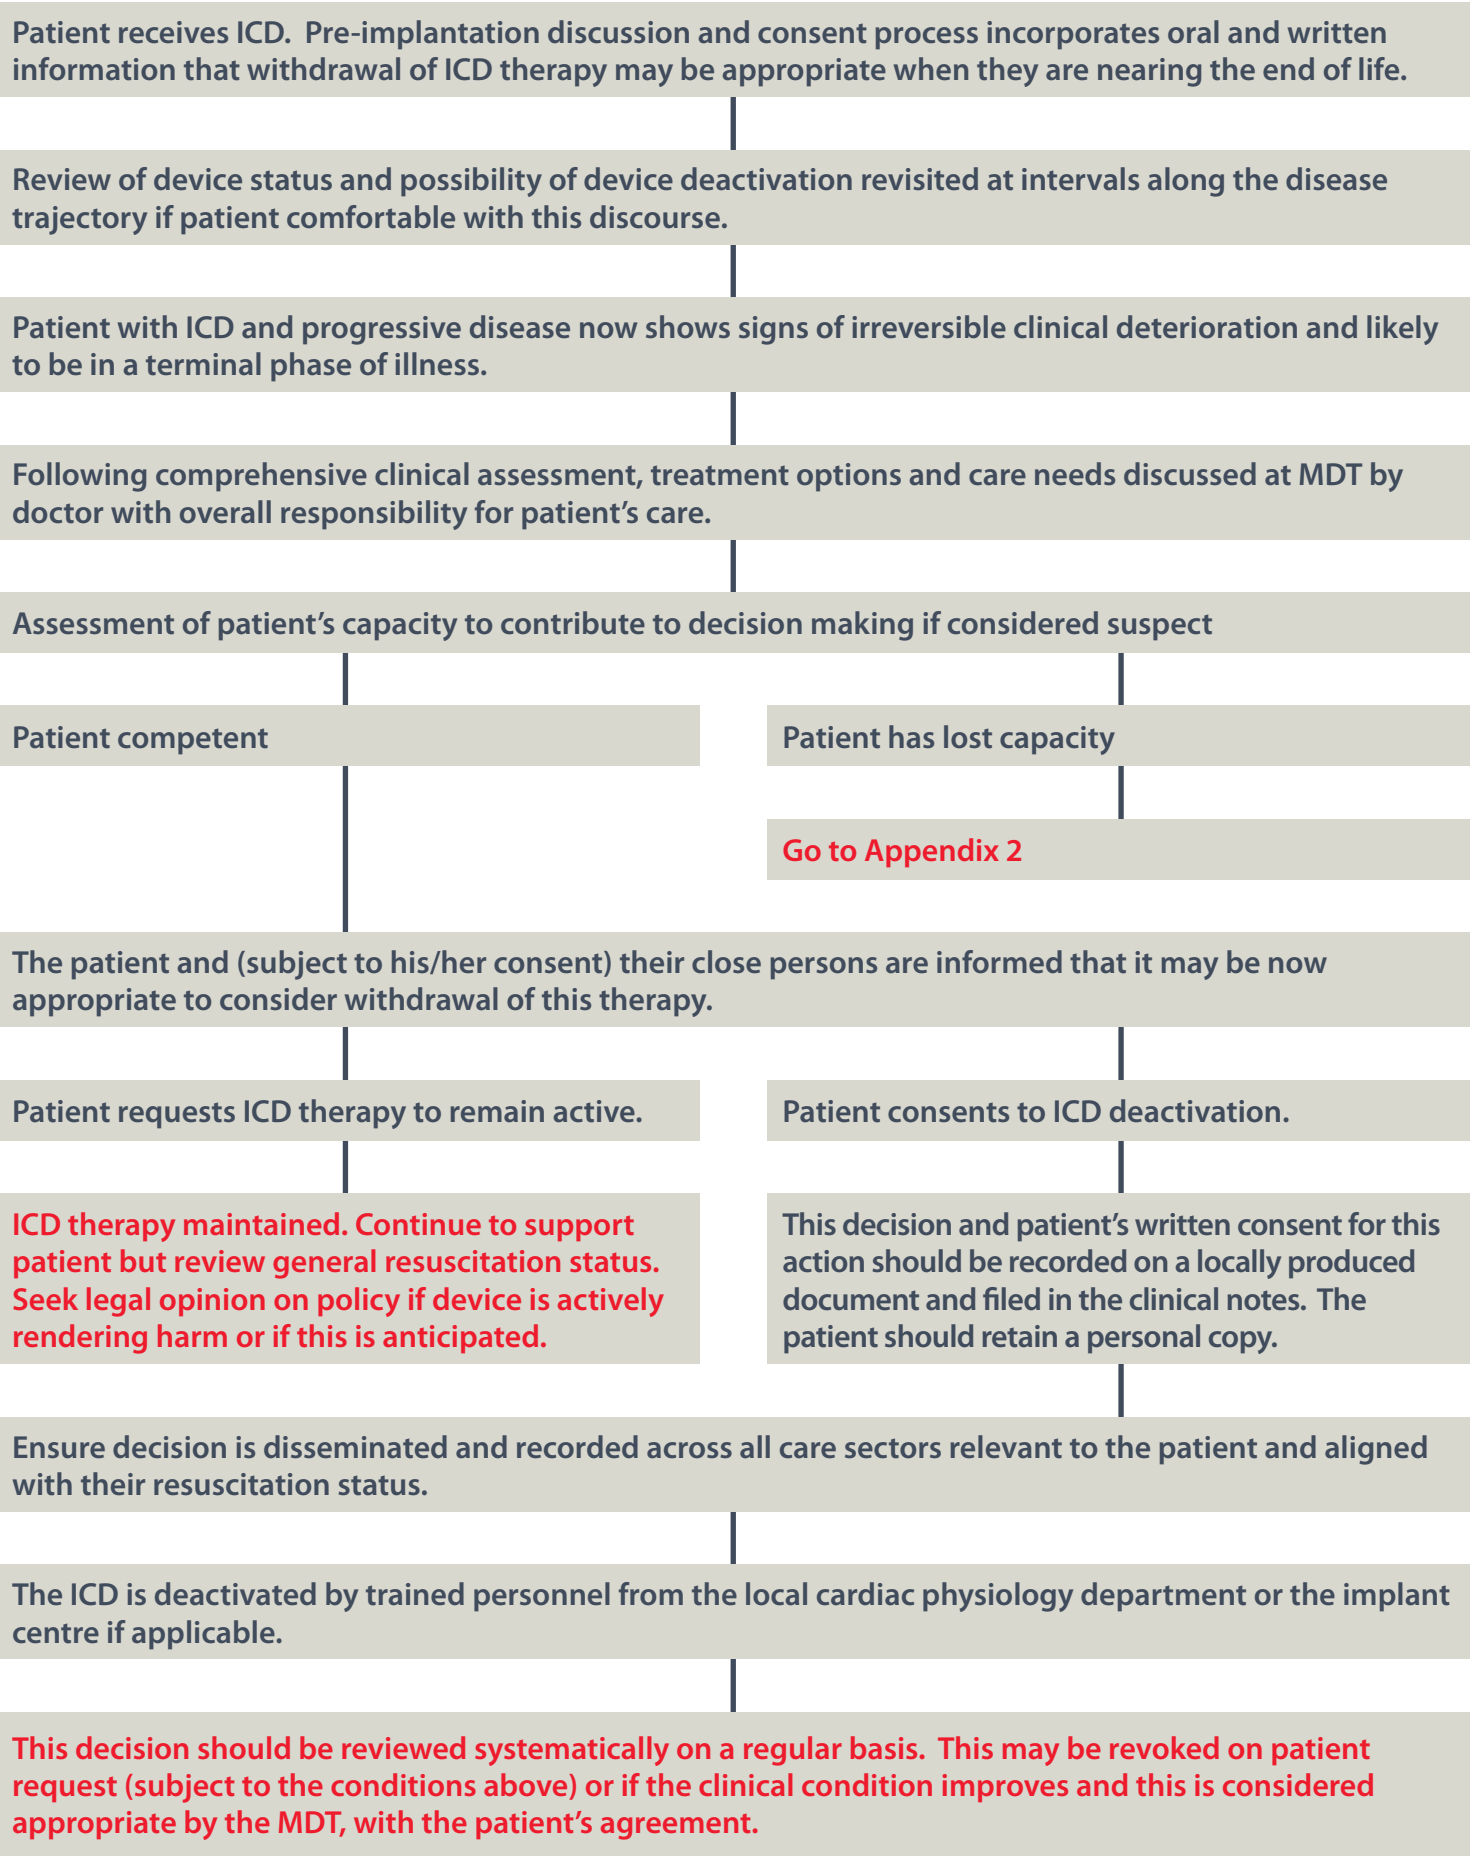 Patient receives ICD.  Pre-implantation discussion and consent process incorporates oral and written
information that withdrawal of ICD therapy may be appropriate when they are nearing the end of life.
Review of device status and possibility of device deactivation revisited at intervals along the disease
trajectory if patient comfortable with this discourse.
Patient with ICD and progressive disease now shows signs of irreversible clinical deterioration and likely
to be in a terminal phase of illness.
Following comprehensive clinical assessment, treatment options and care needs discussed at MDT by
doctor with overall responsibility for patient’s care.
Assessment of patient’s capacity to contribute to decision making if considered suspect
Patient competent
Patient has lost capacity
Go to Appendix 2
The patient and (subject to his/her consent) their close persons are informed that it may be now
appropriate to consider withdrawal of this therapy.
Patient requests ICD therapy to remain active.
Patient consents to ICD deactivation.
ICD therapy maintained. Continue to support
patient but review general resuscitation status.
Seek legal opinion on policy if device is actively
rendering harm or if this is anticipated.
This decision and patient’s written consent for this
action should be recorded on a locally produced
document and filed in the clinical notes. The
patient should retain a personal copy.
Ensure decision is disseminated and recorded across all care sectors relevant to the patient and aligned
with their resuscitation status.
The ICD is deactivated by trained personnel from the local cardiac physiology department or the implant
centre if applicable.
This decision should be reviewed systematically on a regular basis.  This may be revoked on patient
request (subject to the conditions above) or if the clinical condition improves and this is considered
appropriate by the MDT, with the patient’s agreement.